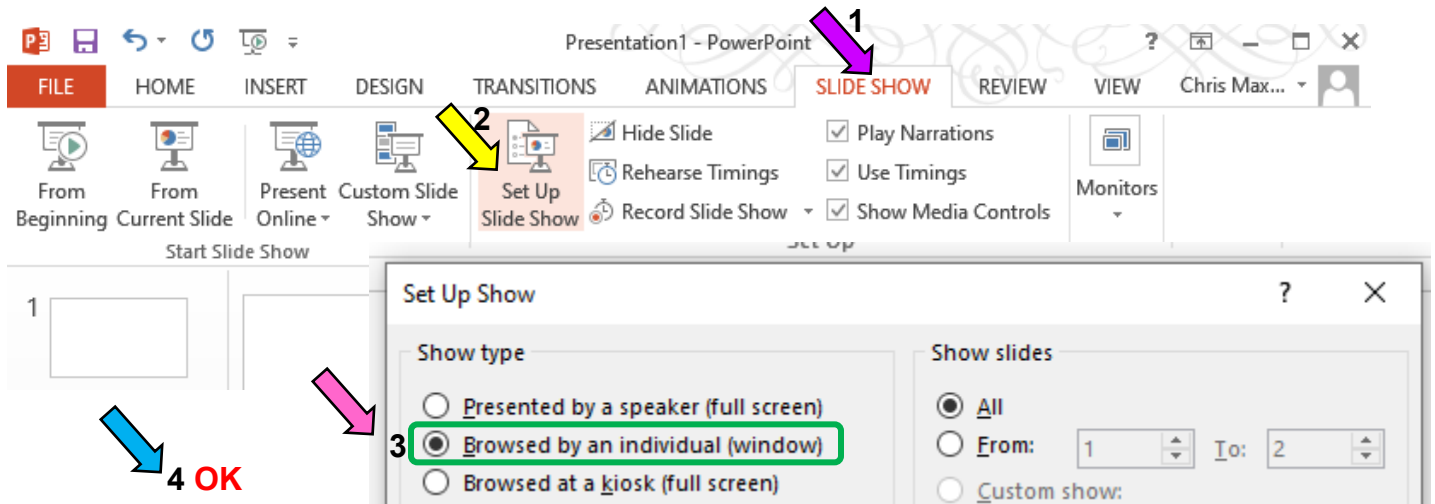 1
Presentation1 - PowerPoint
?
FILE HOME INSERT DESIGN TRANSITIONS ANIMATIONS SLIDE SHOW REVIEW VIEW Chris Max...
2
From Beginning
From Current Slide
Present Online
Custom Slide Show
Set Up Slide Show
Hide Slide
Rehearse Timings
Record Slide Show
Play Narrations
Use Timings
Show Media Controls
Monitors
Start Slide Show
Set Up
1
Set Up Show ?
Show type
Presented by a speaker (full screen)
3 Browsed by an individual (window)
Browsed at a kiosk (full screen)
Show slides
All
From: 1 To: 2
Custom show:
4 OK